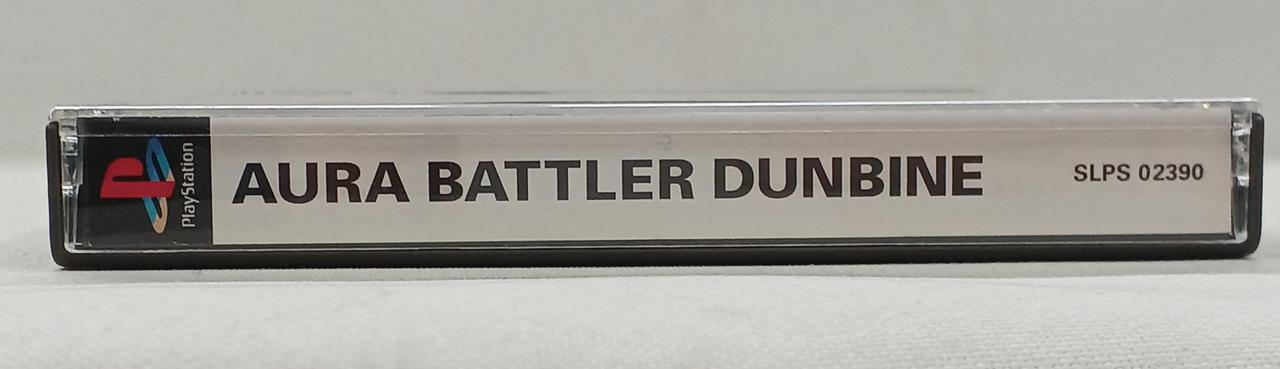 PlayStation
AURA BATTLER DUNBINE
SLPS 02390